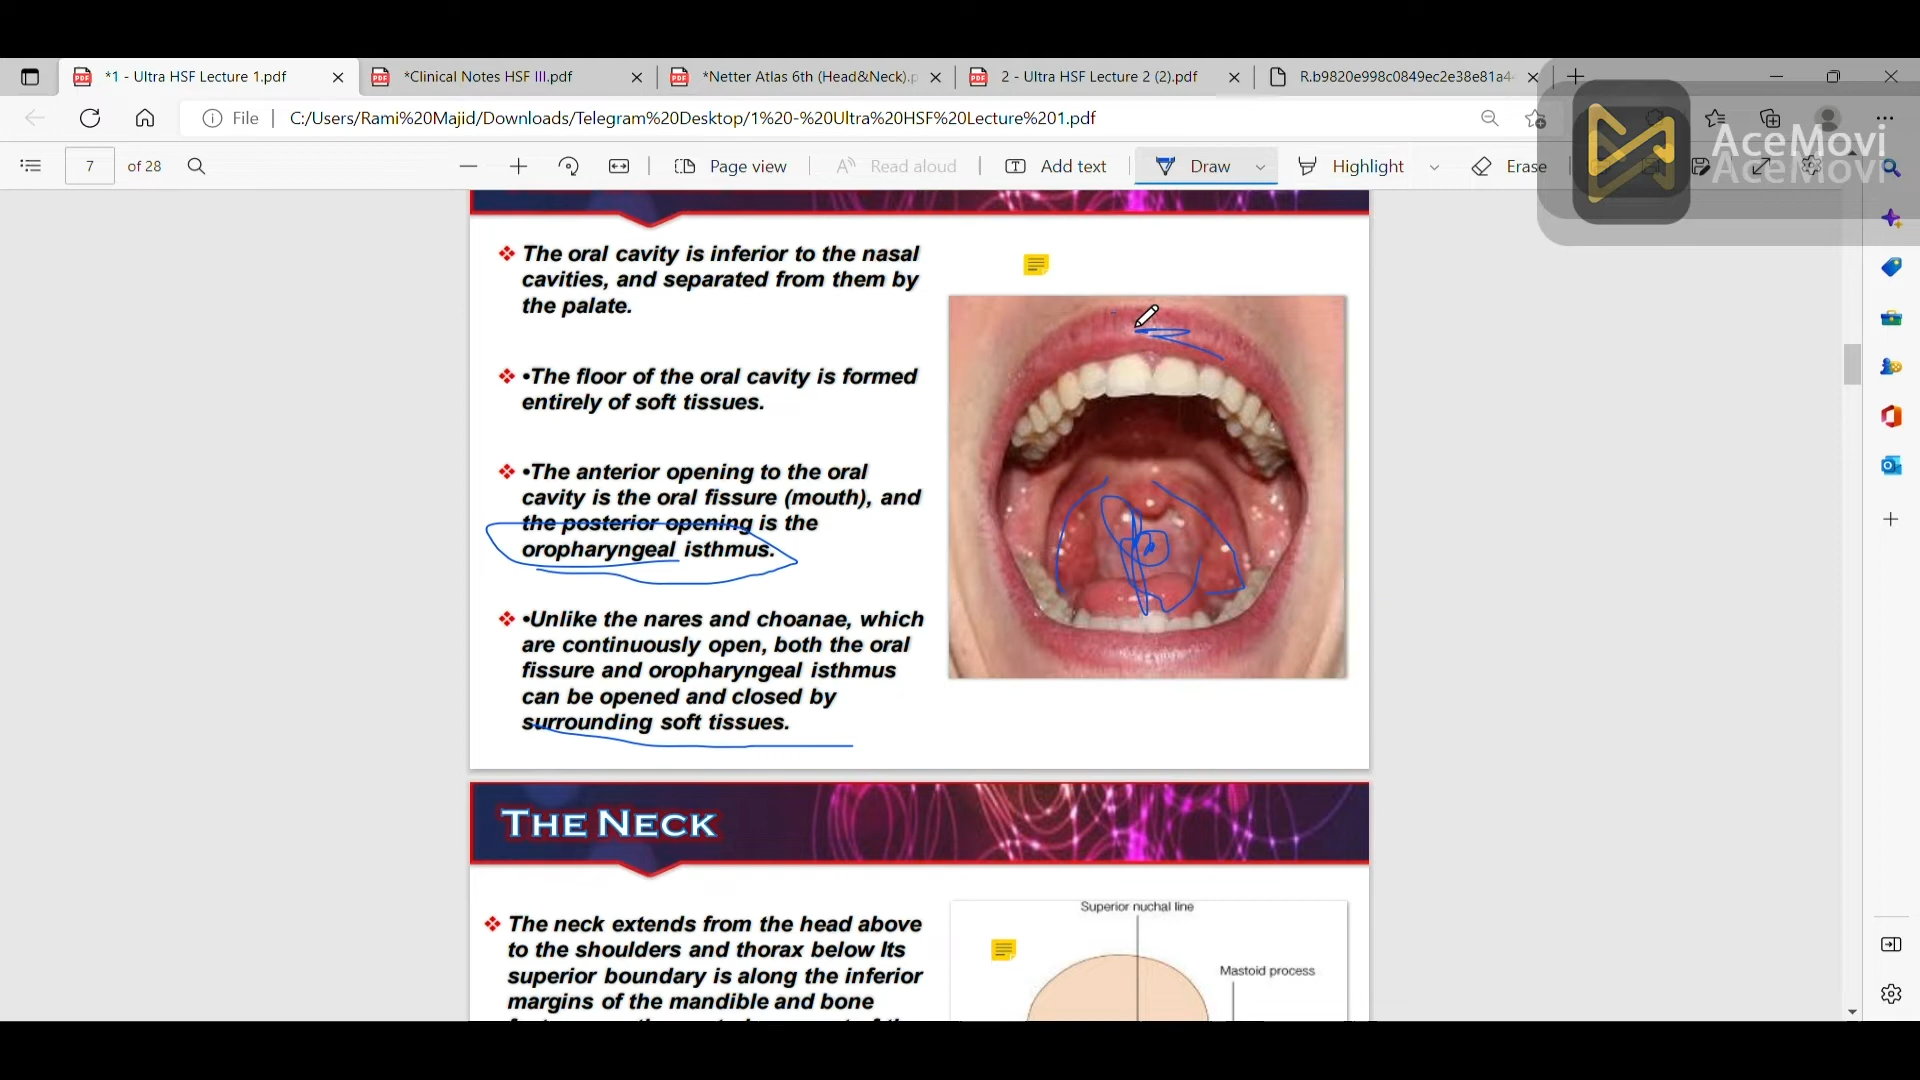 *1 - Ultra HSF Lecture 1.pdf
*Clinical Notes HSF III.pdf
*Netter Atlas 6th (Head&Neck).p
2 - Ultra HSF Lecture 2 (2).pdf
R.b9820e998c0849ec2e38e81a4
File
C:/Users/Rami%20Majid/Downloads/Telegram%20Desktop/1%20-%20Ultra%20HSF%20Lecture%201.pdf
AceMovi
AceMovi
7 of 28
Page view
Read aloud
Add text
Draw
Highlight
Erase
The oral cavity is inferior to the nasal
cavities, and separated from them by
the palate.
•The floor of the oral cavity is formed
entirely of soft tissues.
•The anterior opening to the oral
cavity is the oral fissure (mouth), and
the posterior opening is the
oropharyngeal isthmus.
•Unlike the nares and choanae, which
are continuously open, both the oral
fissure and oropharyngeal isthmus
can be opened and closed by
surrounding soft tissues.
THE NECK
The neck extends from the head above
to the shoulders and thorax below Its
superior boundary is along the inferior
margins of the mandible and bone
Superior nuchal line
Mastoid process